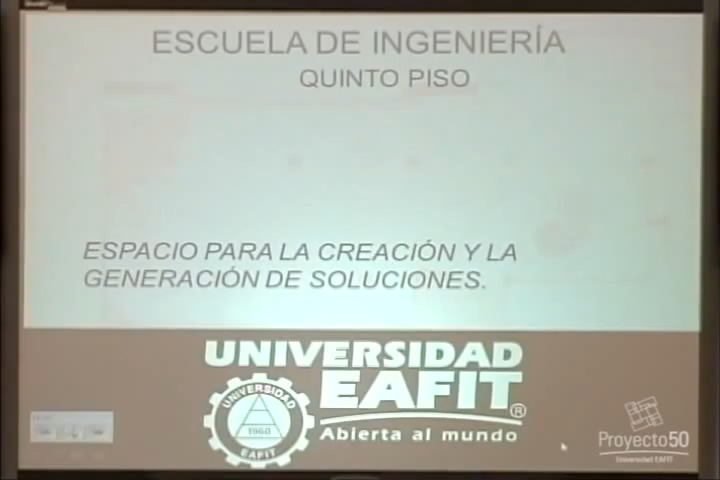 ESCUELA DE INGENIERÍA
QUINTO PISO
ESPACIO PARA LA CREACIÓN Y LA
GENERACIÓN DE SOLUCIONES.
UNIVERSIDAD
EAFIT®
Abierta al mundo
UNIVERSIDAD
1960
EAFIT
Proyecto50
Universidad EAFIT